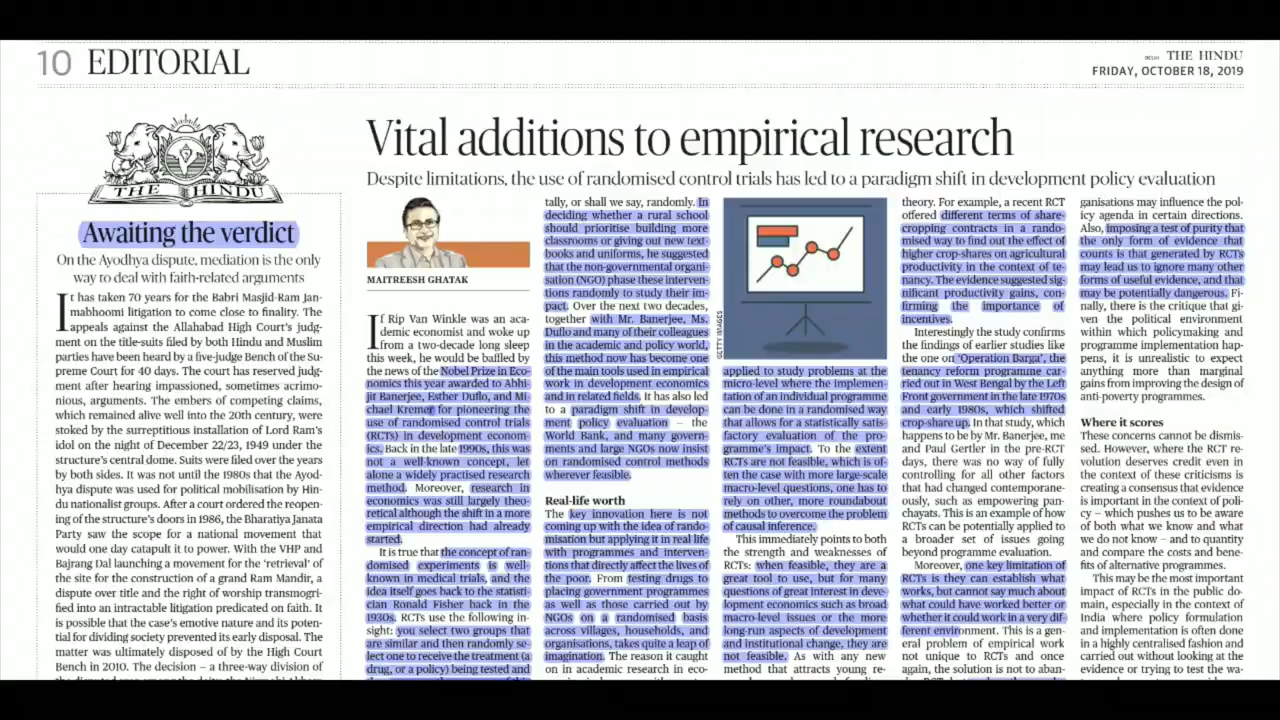 10 EDITORIAL
DELHI THE HINDU
FRIDAY, OCTOBER 18, 2019
THE HINDU
Awaiting the verdict
On the Ayodhya dispute, mediation is the only
way to deal with faith-related arguments
It has taken 70 years for the Babri Masjid-Ram Jan-
mabhoomi litigation to come close to finality. The
appeals against the Allahabad High Court's judg-
ment on the title-suits filed by both Hindu and Muslim
parties have been heard by a five-judge Bench of the Su-
preme Court for 40 days. The court has reserved judg-
ment after hearing impassioned, sometimes acrimo-
nious, arguments. The embers of competing claims,
which remained alive well into the 20th century, were
stoked by the surreptitious installation of Lord Ram's
idol on the night of December 22/23, 1949 under the
structure's central dome. Suits were filed over the years
by both sides. It was not until the 1980s that the Ayod-
hya dispute was used for political mobilisation by Hin-
du nationalist groups. After a court ordered the reopen-
ing of the structure's doors in 1986, the Bharatiya Janata
Party saw the scope for a national movement that
would one day catapult it to power. With the VHP and
Bajrang Dal launching a movement for the 'retrieval' of
the site for the construction of a grand Ram Mandir, a
dispute over title and the right of worship transmogri-
fied into an intractable litigation predicated on faith. It
is possible that the case's emotive nature and its poten-
tial for dividing society prevented its early disposal. The
matter was ultimately disposed of by the High Court
Bench in 2010. The decision – a three-way division of
Vital additions to empirical research
Despite limitations, the use of randomised control trials has led to a paradigm shift in development policy evaluation
MAITREESH GHATAK
If Rip Van Winkle was an aca-
demic economist and woke up
from a two-decade long sleep
this week, he would be baffled by
the news of the Nobel Prize in Eco-
nomics this year awarded to Abhi-
jit Banerjee, Esther Duflo, and Mi-
chael Kremer for pioneering the
use of randomised control trials
(RCTs) in development econom-
ics. Back in the late 1990s, this was
not a well-known concept, let
alone a widely practised research
method. Moreover, research in
economics was still largely theo-
retical although the shift in a more
empirical direction had already
started.
It is true that the concept of ran-
domised experiments is well-
known in medical trials, and the
idea itself goes back to the statisti-
cian Ronald Fisher back in the
1930s. RCTs use the following in-
sight: you select two groups that
are similar and then randomly se-
lect one to receive the treatment (a
drug, or a policy) being tested and
tally, or shall we say, randomly. In
deciding whether a rural school
should prioritise building more
classrooms or giving out new text-
books and uniforms, he suggested
that the non-governmental organi-
sation (NGO) phase these interven-
tions randomly to study their im-
pact. Over the next two decades,
together with Mr. Banerjee, Ms.
Duflo and many of their colleagues
in the academic and policy world,
this method now has become one
of the main tools used in empirical
work in development economics
and in related fields. It has also led
to a paradigm shift in develop-
ment policy evaluation – the
World Bank, and many govern-
ments and large NGOs now insist
on randomised control methods
wherever feasible.
Real-life worth
The key innovation here is not
coming up with the idea of rando-
misation but applying it in real life
with programmes and interven-
tions that directly affect the lives of
the poor. From testing drugs to
placing government programmes
as well as those carried out by
NGOs on a randomised basis
across villages, households, and
organisations, takes quite a leap of
imagination. The reason it caught
on in academic research in eco-
GETTY IMAGES
applied to study problems at the
micro-level where the implemen-
tation of an individual programme
can be done in a randomised way
that allows for a statistically satis-
factory evaluation of the pro-
gramme's impact. To the extent
RCTs are not feasible, which is of-
ten the case with more large-scale
macro-level questions, one has to
rely on other, more roundabout
methods to overcome the problem
of causal inference.
This immediately points to both
the strength and weaknesses of
RCTs: when feasible, they are a
great tool to use, but for many
questions of great interest in deve-
lopment economics such as broad
macro-level issues or the more
long-run aspects of development
and institutional change, they are
not feasible. As with any new
method that attracts young re-
theory. For example, a recent RCT
offered different terms of share-
cropping contracts in a rando-
mised way to find out the effect of
higher crop-shares on agricultural
productivity in the context of te-
nancy. The evidence suggested sig-
nificant productivity gains, con-
firming the importance of
incentives.
Interestingly the study confirms
the findings of earlier studies like
the one on 'Operation Barga', the
tenancy reform programme car-
ried out in West Bengal by the Left
Front government in the late 1970s
and early 1980s, which shifted
crop-share up. In that study, which
happens to be by Mr. Banerjee, me
and Paul Gertler in the pre-RCT
days, there was no way of fully
controlling for all other factors
that had changed contemporane-
ously, such as empowering pan-
chayats. This is an example of how
RCTs can be potentially applied to
a broader set of issues going
beyond programme evaluation.
Moreover, one key limitation of
RCTs is they can establish what
works, but cannot say much about
what could have worked better or
whether it could work in a very dif-
ferent environment. This is a gen-
eral problem of empirical work
not unique to RCTs and once
again, the solution is not to aban-
ganisations may influence the pol-
icy agenda in certain directions.
Also, imposing a test of purity that
the only form of evidence that
counts is that generated by RCTs
may lead us to ignore many other
forms of useful evidence, and that
may be potentially dangerous. Fi-
nally, there is the critique that gi-
ven the political environment
within which policymaking and
programme implementation hap-
pens, it is unrealistic to expect
anything more than marginal
gains from improving the design of
anti-poverty programmes.
Where it scores
These concerns cannot be dismis-
sed. However, where the RCT re-
volution deserves credit even in
the context of these criticisms is
creating a consensus that evidence
is important in the context of poli-
cy – which pushes us to be aware
of both what we know and what
we do not know – and to quantity
and compare the costs and bene-
fits of alternative programmes.
This may be the most important
impact of RCTs in the public do-
main, especially in the context of
India where policy formulation
and implementation is often done
in a highly centralised fashion and
carried out without looking at the
evidence or trying to test the wa-